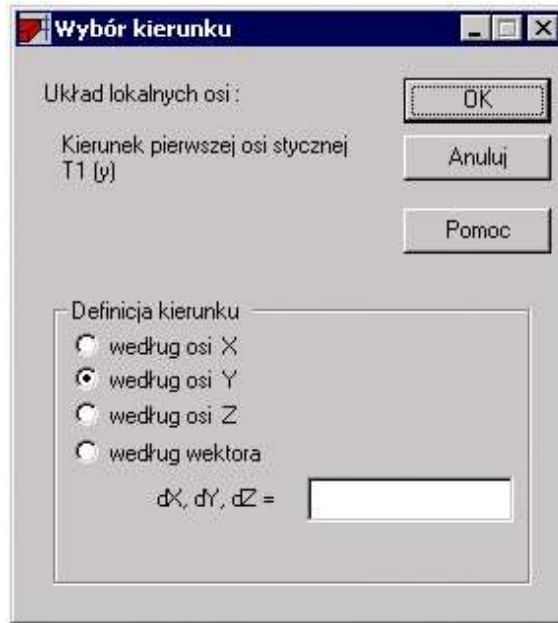 Wybór kierunku
Układ lokalnych osi :
Kierunek pierwszej osi stycznej
T1 (y)
OK
Anuluj
Pomoc
Definicja kierunku
według osi X
według osi Y
według osi Z
według wektora
dX, dY, dZ =